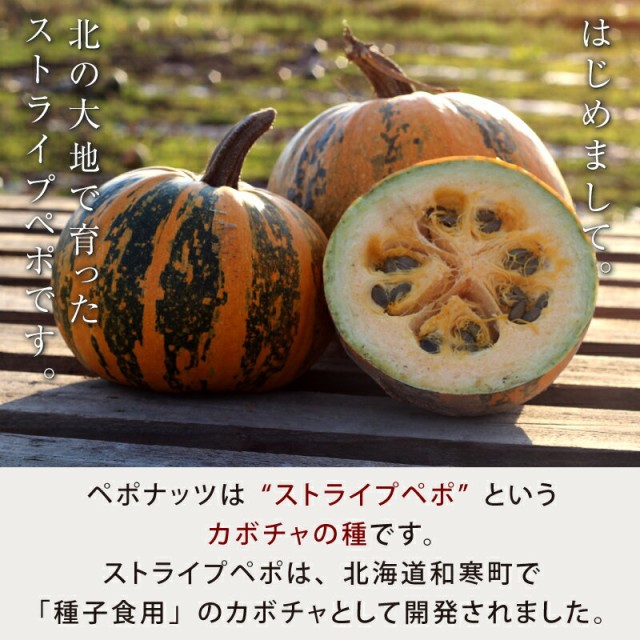 はじめまして。
北の大地で育った
ストライプペポです。
ペポナッツは “ストライプペポ” という
カボチャの種です。
ストライプペポは、北海道和寒町で
「種子食用」のカボチャとして開発されました。